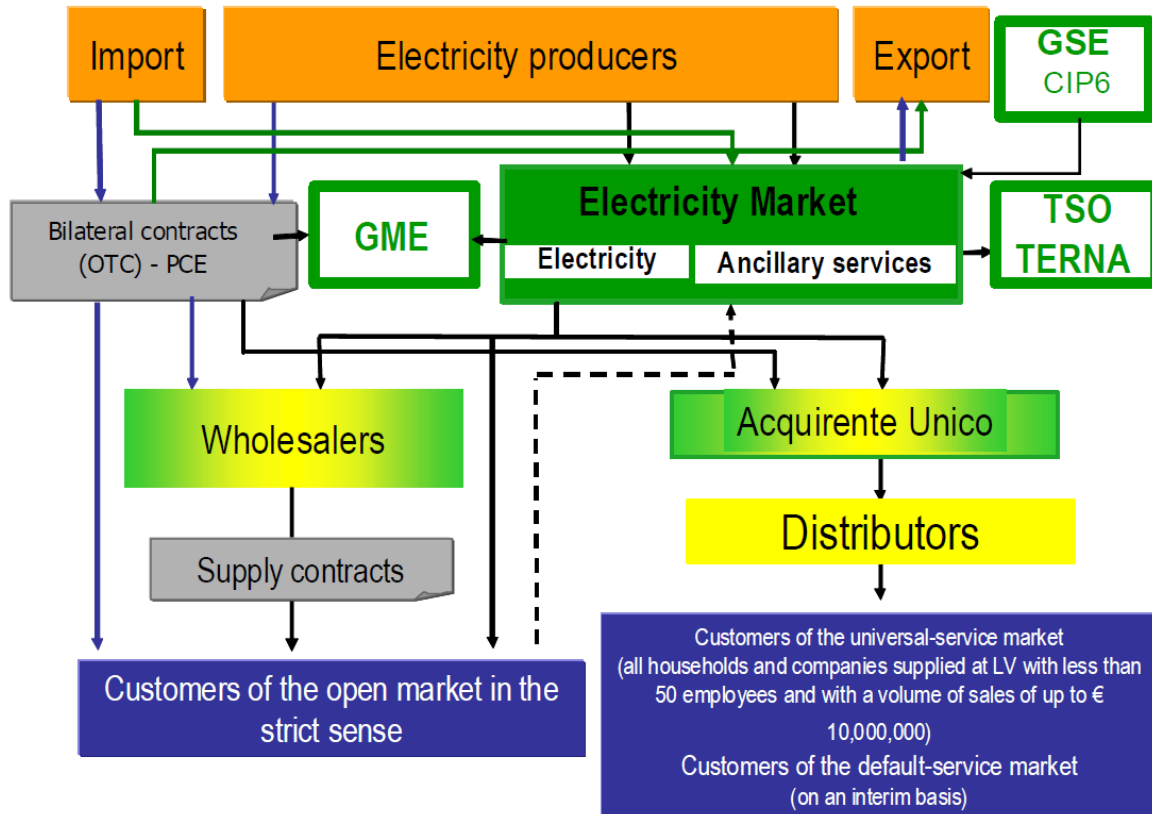 Import
Electricity producers
Export
GSE
CIP6
Bilateral contracts
(OTC) - PCE
GME
Electricity Market
Electricity
Ancillary services
TSO
TERNA
Wholesalers
Acquirente Unico
Supply contracts
Distributors
Customers of the open market in the
strict sense
Customers of the universal-service market
(all households and companies supplied at LV with less than
50 employees and with a volume of sales of up to €
10,000,000)
Customers of the default-service market
(on an interim basis)